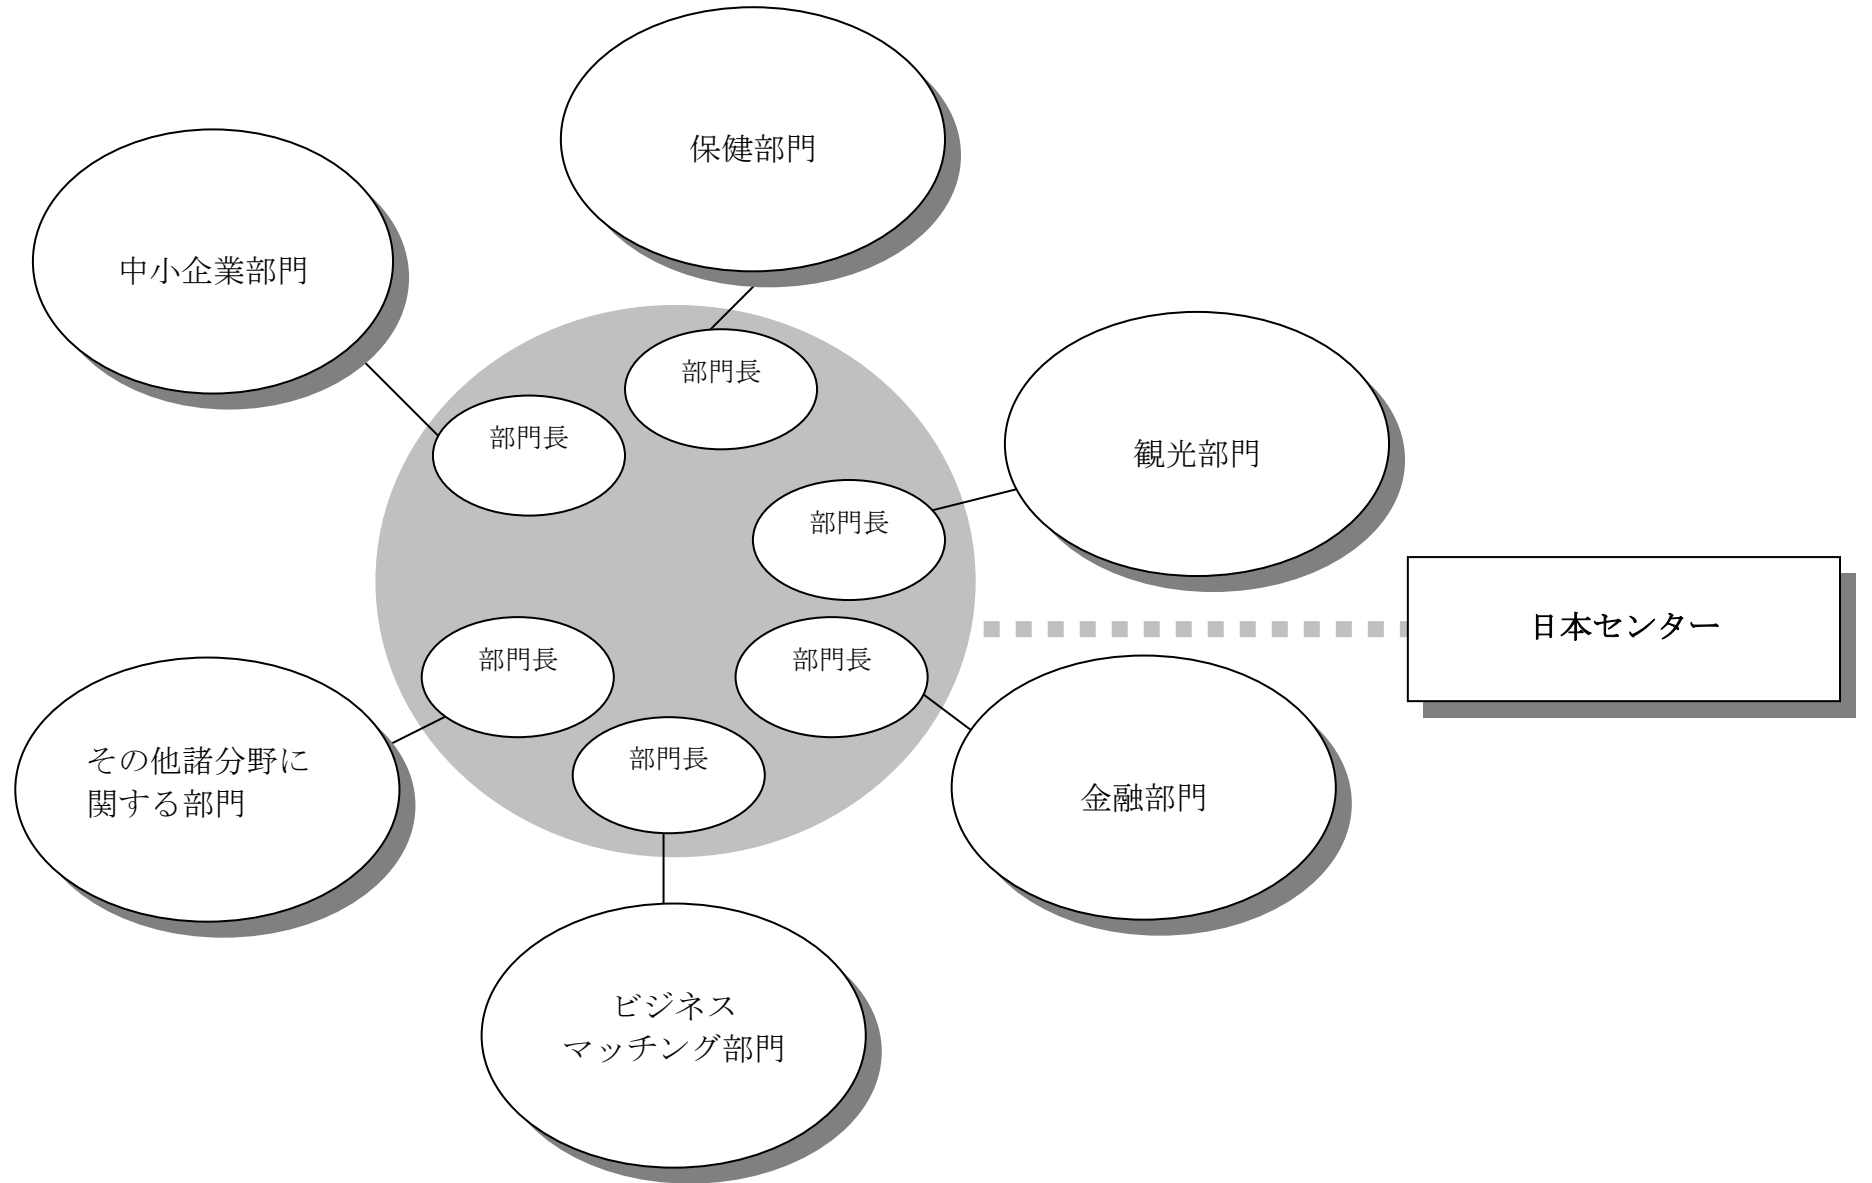 保健部門
中小企業部門
部門長
部門長
観光部門
部門長
日本センター
部門長
部門長
その他諸分野に
関する部門
部門長
金融部門
ビジネス
マッチング部門